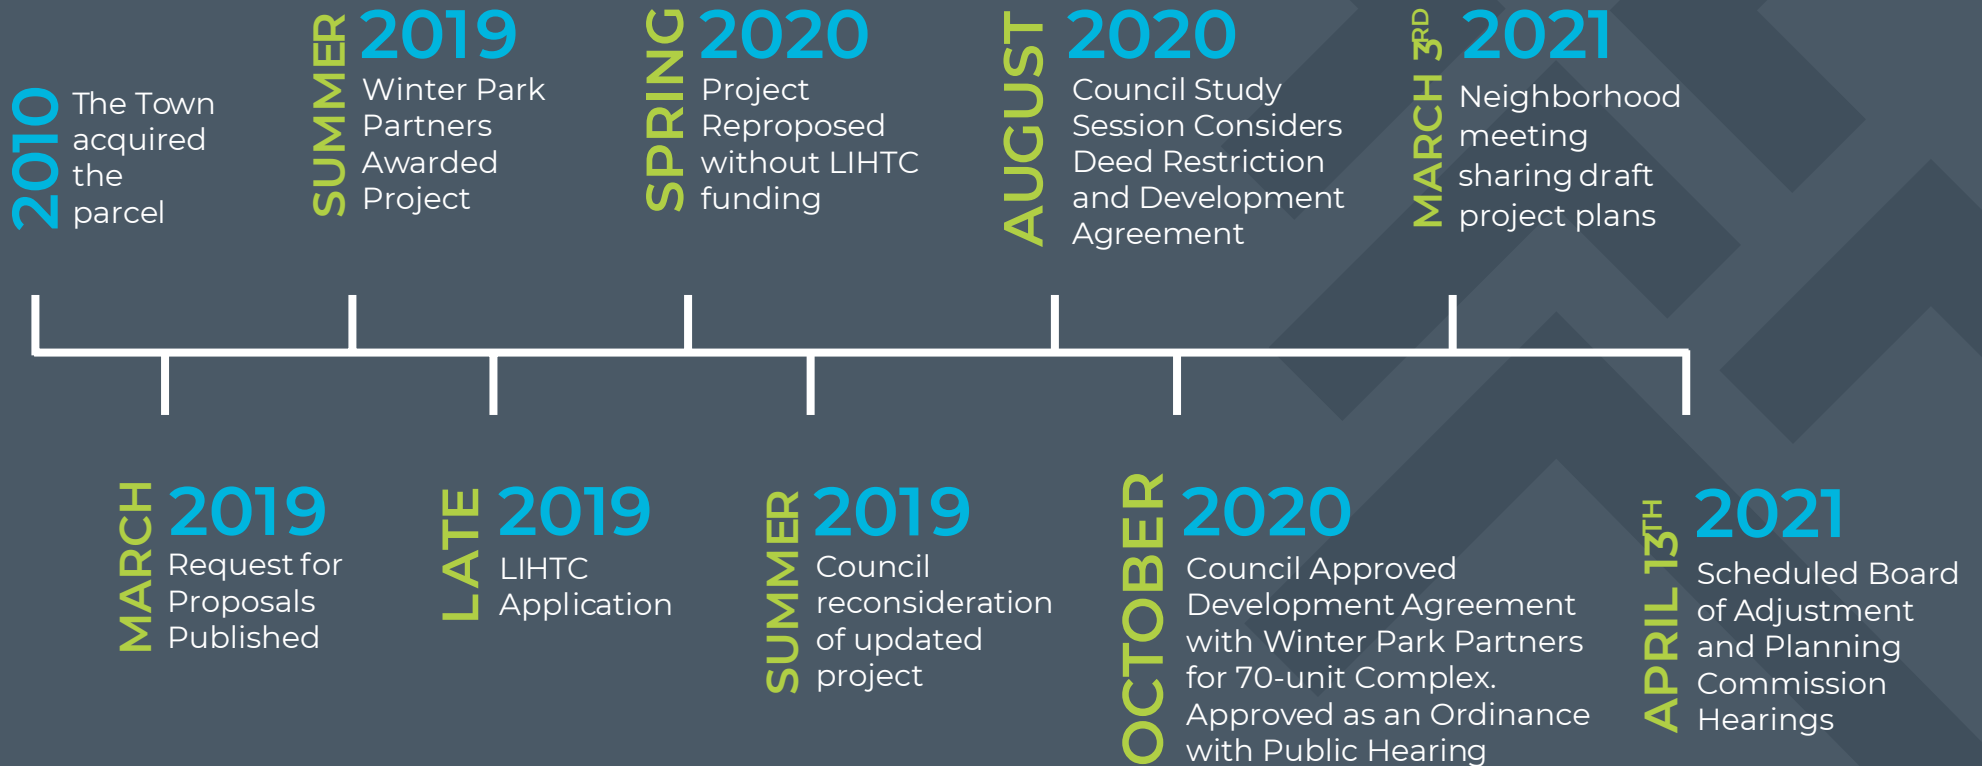 2010
The Town
acquired
the
parcel
SUMMER 2019
Winter Park
Partners
Awarded
Project
SPRING 2020
Project
Reproposed
without LIHTC
funding
AUGUST 2020
Council Study
Session Considers
Deed Restriction
and Development
Agreement
MARCH 3RD 2021
Neighborhood
meeting
sharing draft
project plans
MARCH 2019
Request for
Proposals
Published
LATE 2019
LIHTC
Application
SUMMER 2019
Council
reconsideration
of updated
project
OCTOBER 2020
Council Approved
Development Agreement
with Winter Park Partners
for 70-unit Complex.
Approved as an Ordinance
with Public Hearing
APRIL 13TH 2021
Scheduled Board
of Adjustment
and Planning
Commission
Hearings